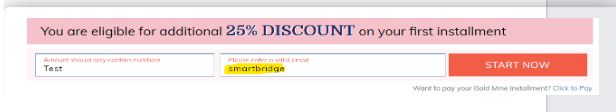 You are eligible for additional 25% DISCOUNT on your first installment
Amount should only contain numbers
Test
Please enter a valid email
smartbridge
START NOW
Want to pay your Gold Mine Installment? Click to Pay